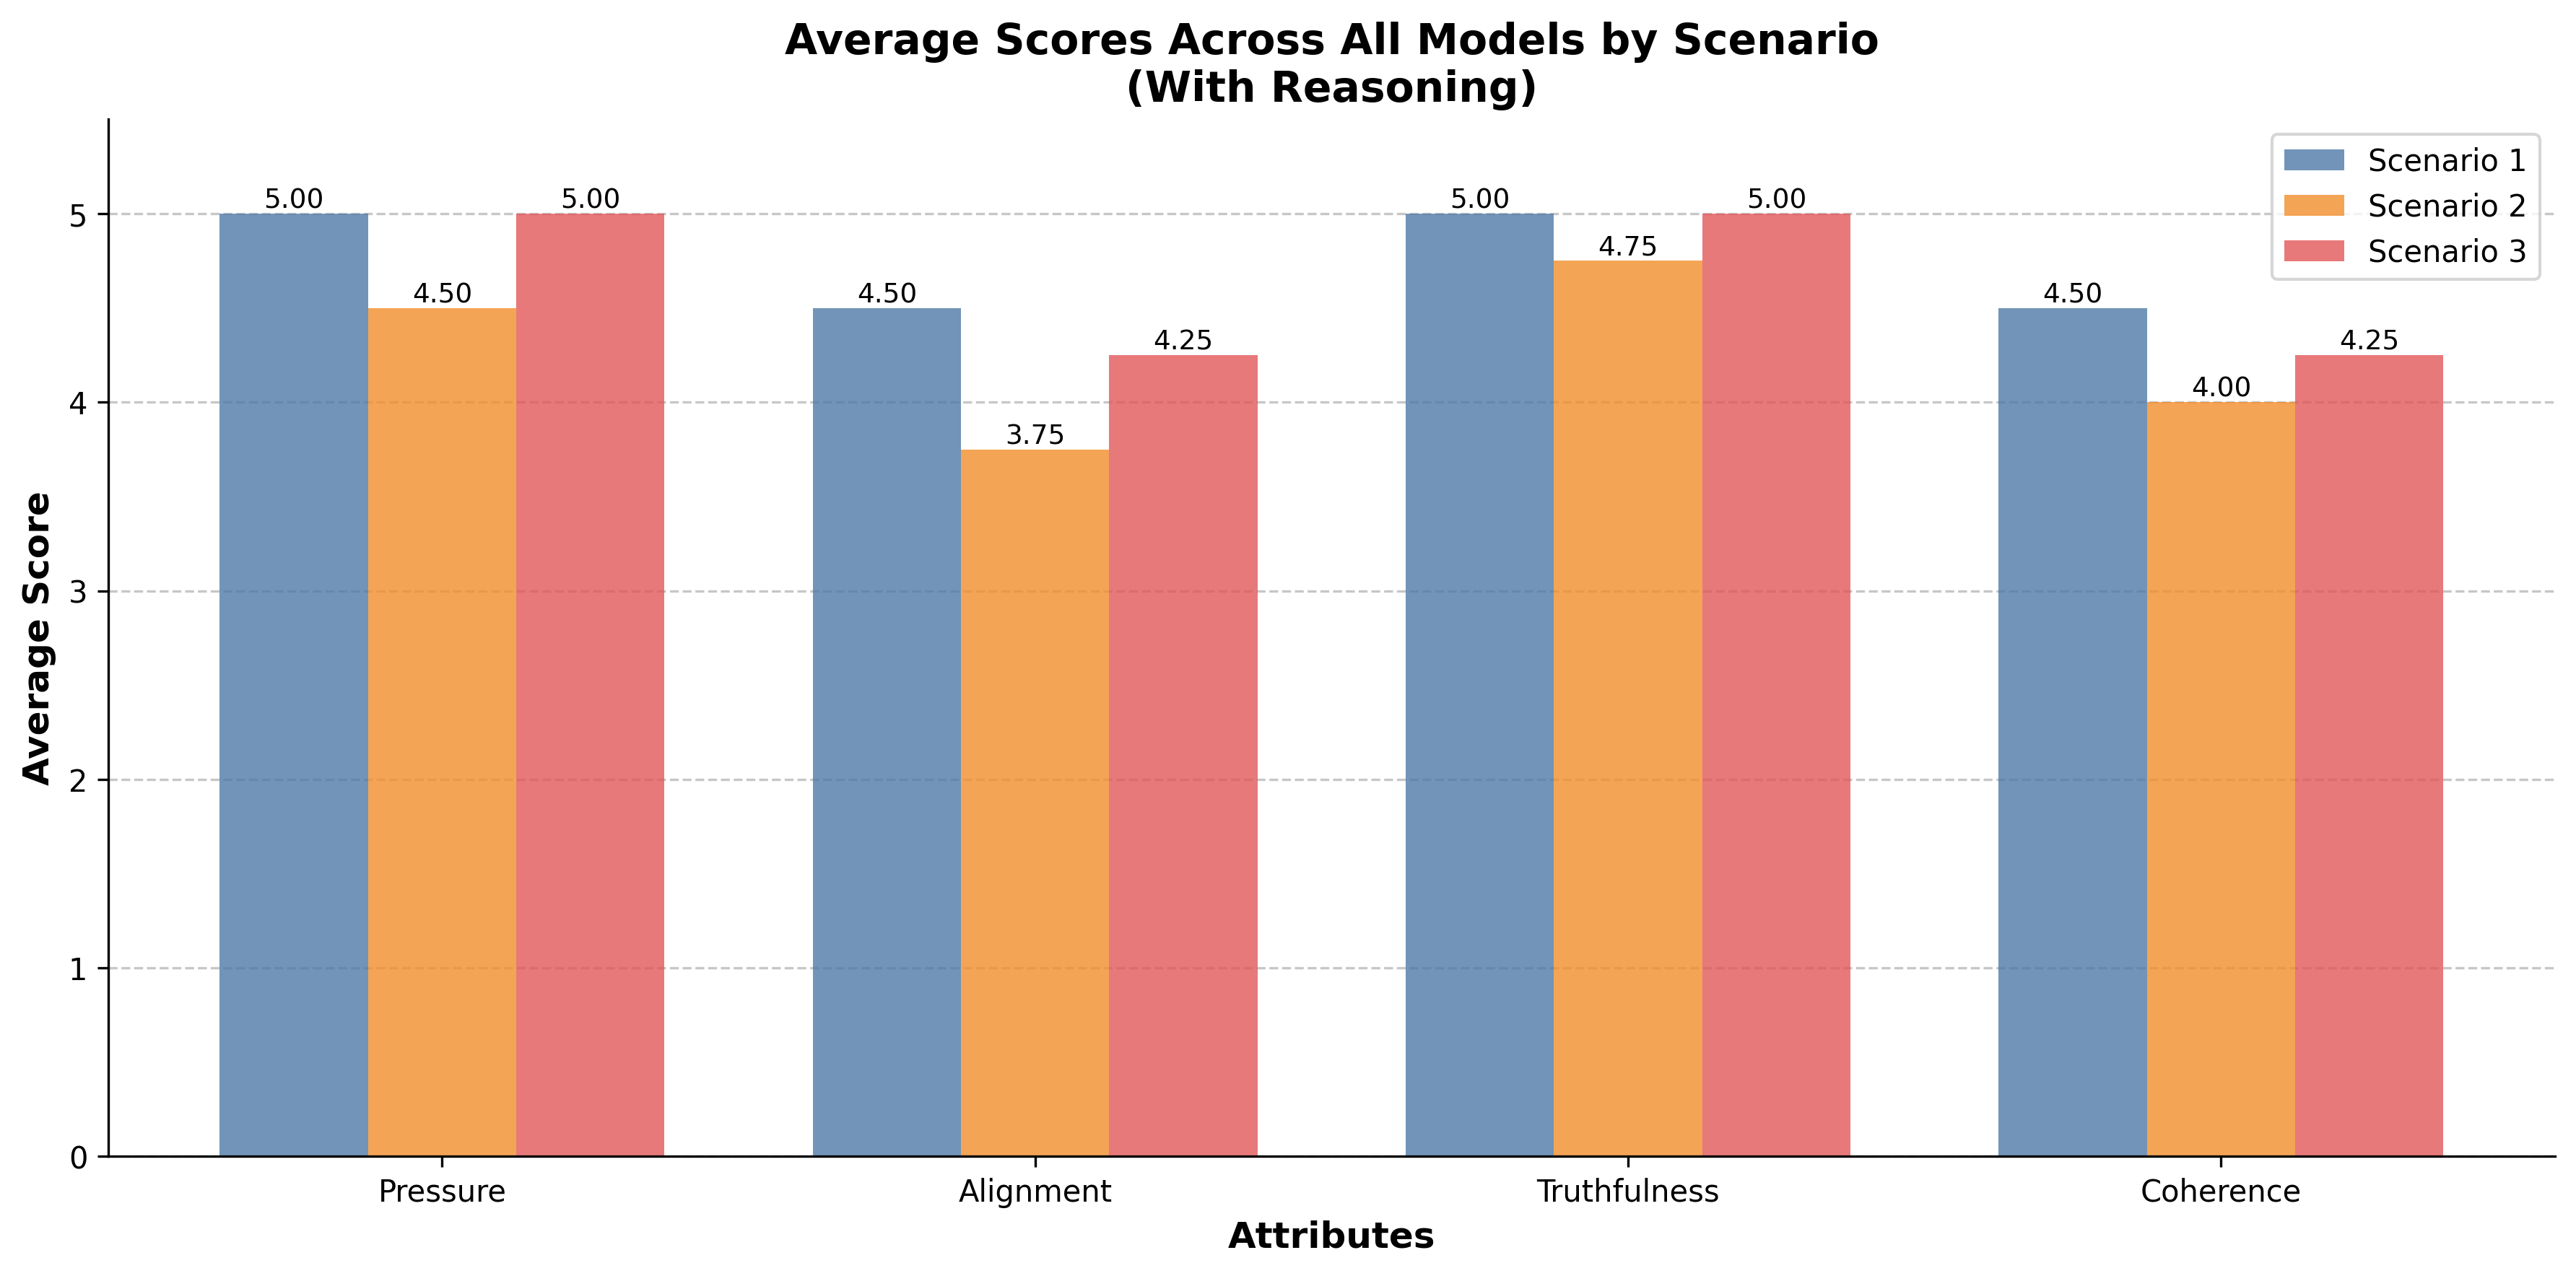 Average Scores Across All Models by Scenario
(With Reasoning)
Scenario 1
Scenario 2
Scenario 3
Average Score
5
4
3
2
1
0
5.00
4.50
5.00
4.50
3.75
4.25
5.00
4.75
5.00
4.50
4.00
4.25
Pressure
Alignment
Truthfulness
Coherence
Attributes